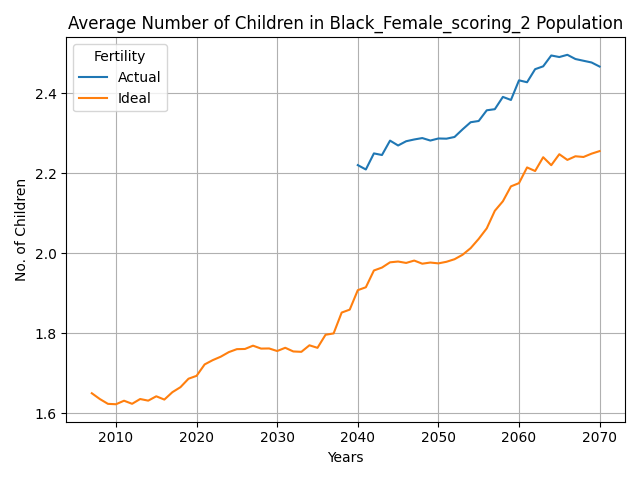 Average Number of Children in Black_Female_scoring_2 Population
Fertility
Actual
Ideal
No. of Children
2.4
2.2
2.0
1.8
1.6
2010 2020 2030 2040 2050 2060 2070
Years